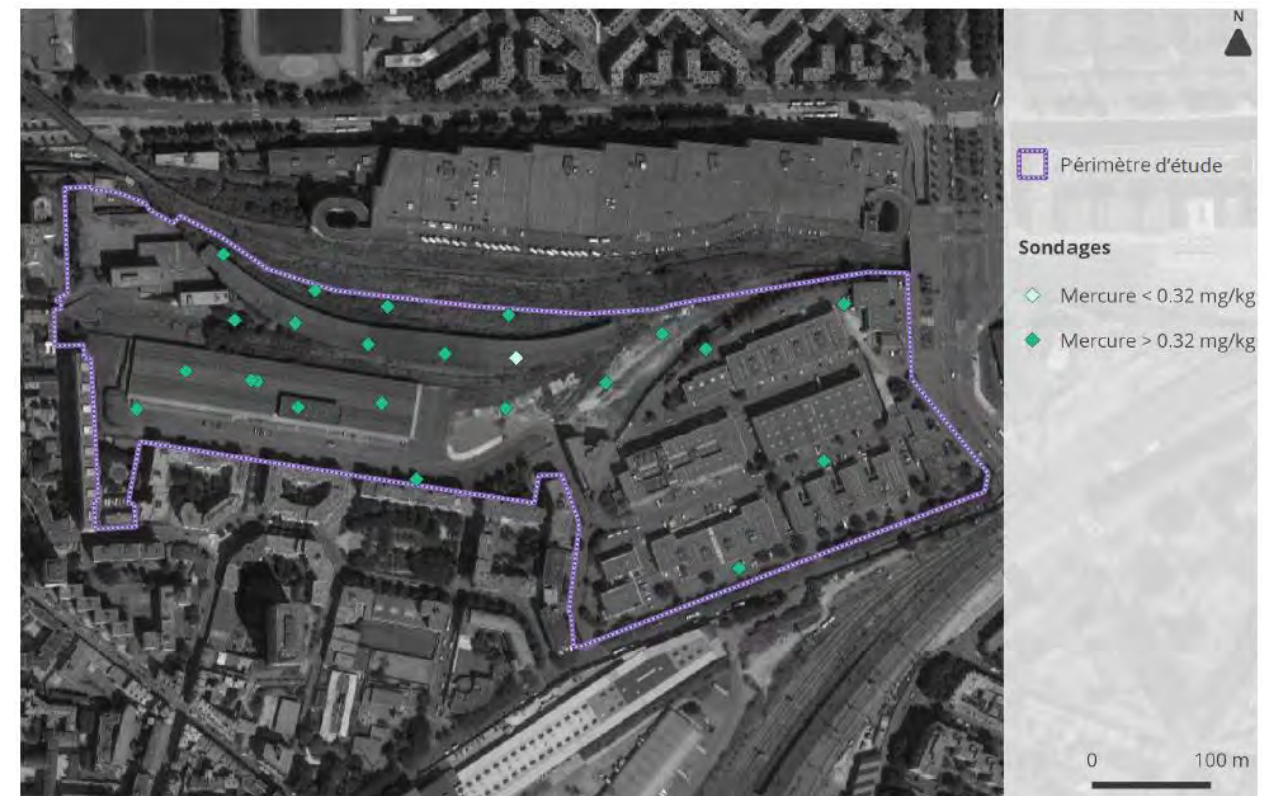 N
Périmètre d'étude
Sondages
Mercure < 0.32 mg/kg
Mercure > 0.32 mg/kg
0 100 m